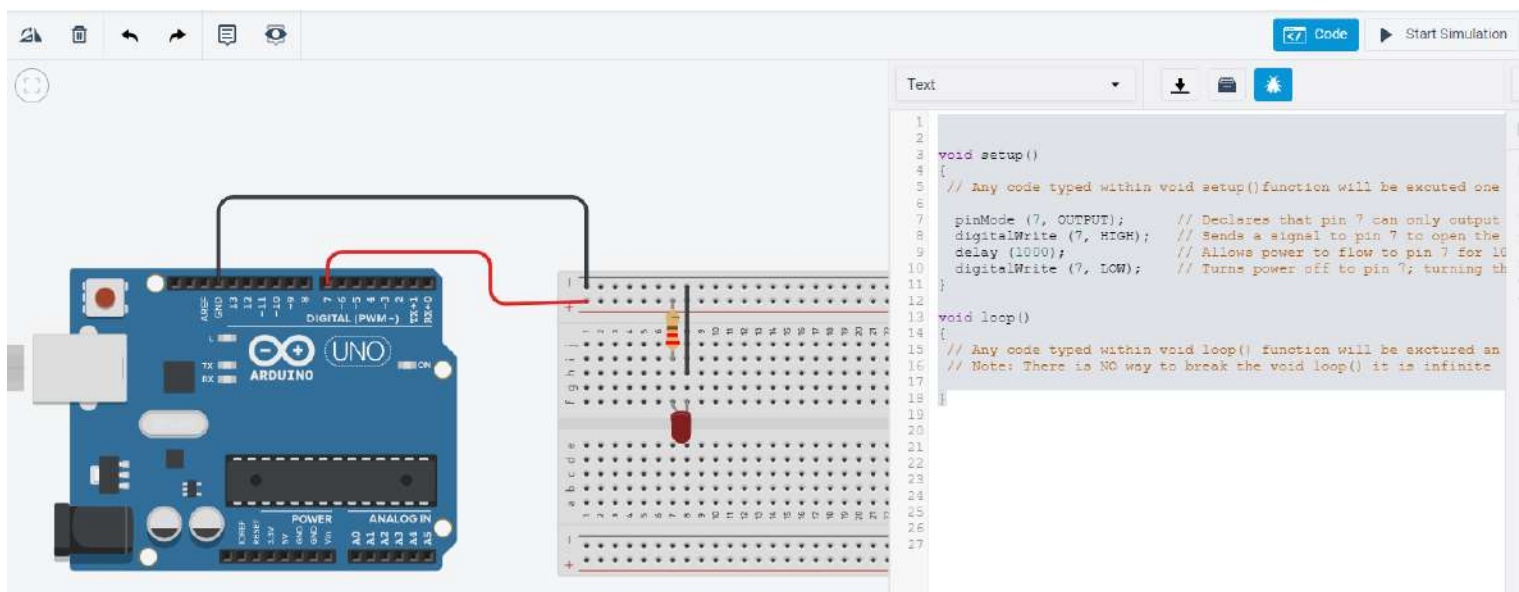 Code
Start Simulation
Text
1
2
3 void setup()
4 {
5 // Any code typed within void setup()function will be excuted one
6
7 pinMode (7, OUTPUT); // Declares that pin 7 can only output
8 digitalWrite (7, HIGH); // Sends a signal to pin 7 to open the
9 delay (1000); // Allows power to flow to pin 7 for 10
10 digitalWrite (7, LOW); // Turns power off to pin 7; turning th
11 }
12
13 void loop()
14 {
15 // Any code typed within void loop() function will be exctured an
16 // Note: There is NO way to break the void loop() it is infinite
17
18 }
19
20
21
22
23
24
25
26
27
AREF
GND
13
12
~11
~10
~9
8
7
~6
~5
4
~3
2
TX→1
RX←0
DIGITAL (PWM~)
L
TX
RX
UNO
ARDUINO
ON
POWER
ANALOG IN
IOREF
RESET
3.3V
5V
GND
GND
Vin
A0
A1
A2
A3
A4
A5